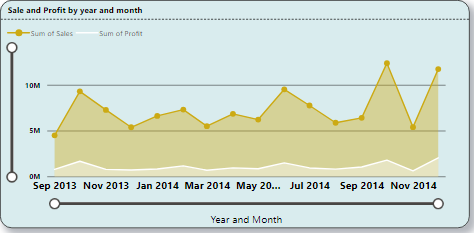 Sale and Profit by year and month
Sum of Sales Sum of Profit
10M
5M
0M
Sep 2013 Nov 2013 Jan 2014 Mar 2014 May 20... Jul 2014 Sep 2014 Nov 2014
Year and Month